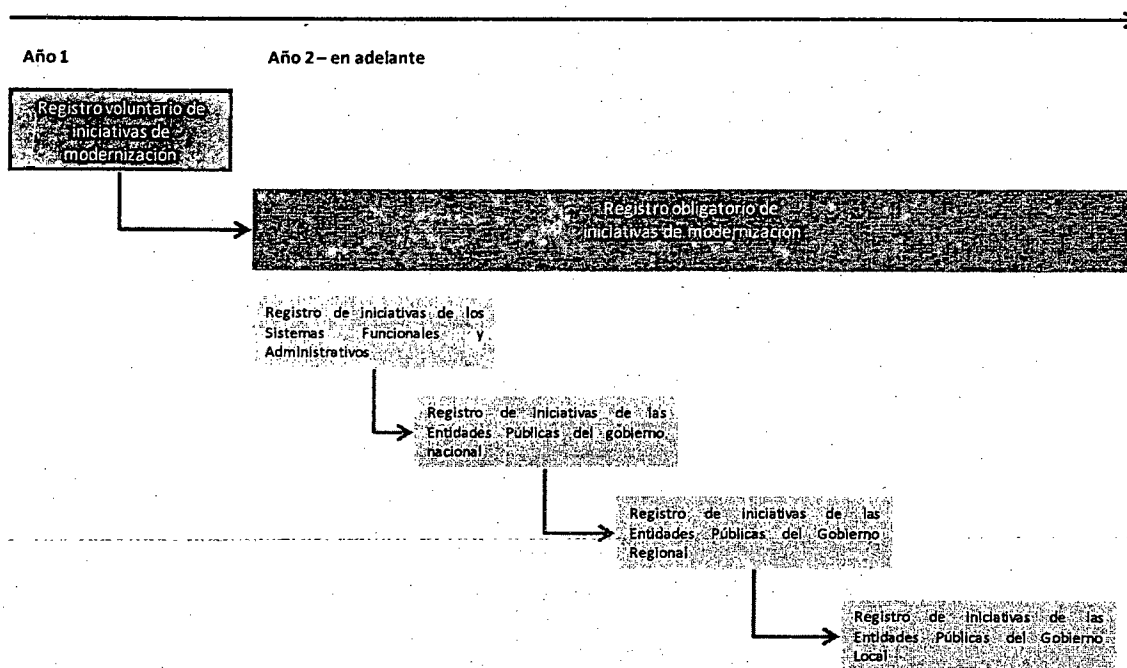 Año 1
Año 2 – en adelante
Registro voluntario de
iniciativas de
modernización
Registro obligatorio de
iniciativas de modernización
Registro de iniciativas de los
Sistemas Funcionales y
Administrativos
Registro de iniciativas de las
Entidades Públicas del gobierno
nacional
Registro de iniciativas de las
Entidades Públicas del Gobierno
Regional
Registro de iniciativas de las
Entidades Públicas del Gobierno
Local